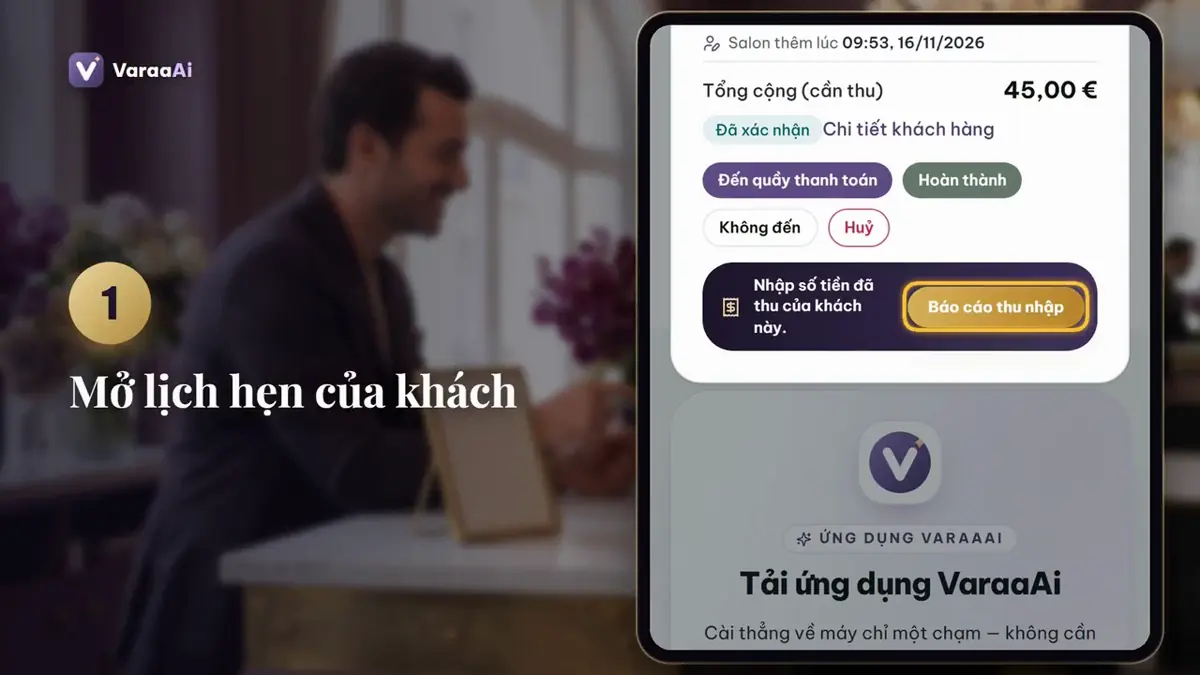 VaraaAi
1
Mở lịch hẹn của khách
Salon thêm lúc 09:53, 16/11/2026
Tổng cộng (cần thu) 45,00 €
Đã xác nhận Chi tiết khách hàng
Đến quầy thanh toán Hoàn thành
Không đến Huỷ
Nhập số tiền đã
thu của khách
này.
Báo cáo thu nhập
ỨNG DỤNG VARAAAI
Tải ứng dụng VaraaAi
Cài thẳng về máy chỉ một chạm — không cần